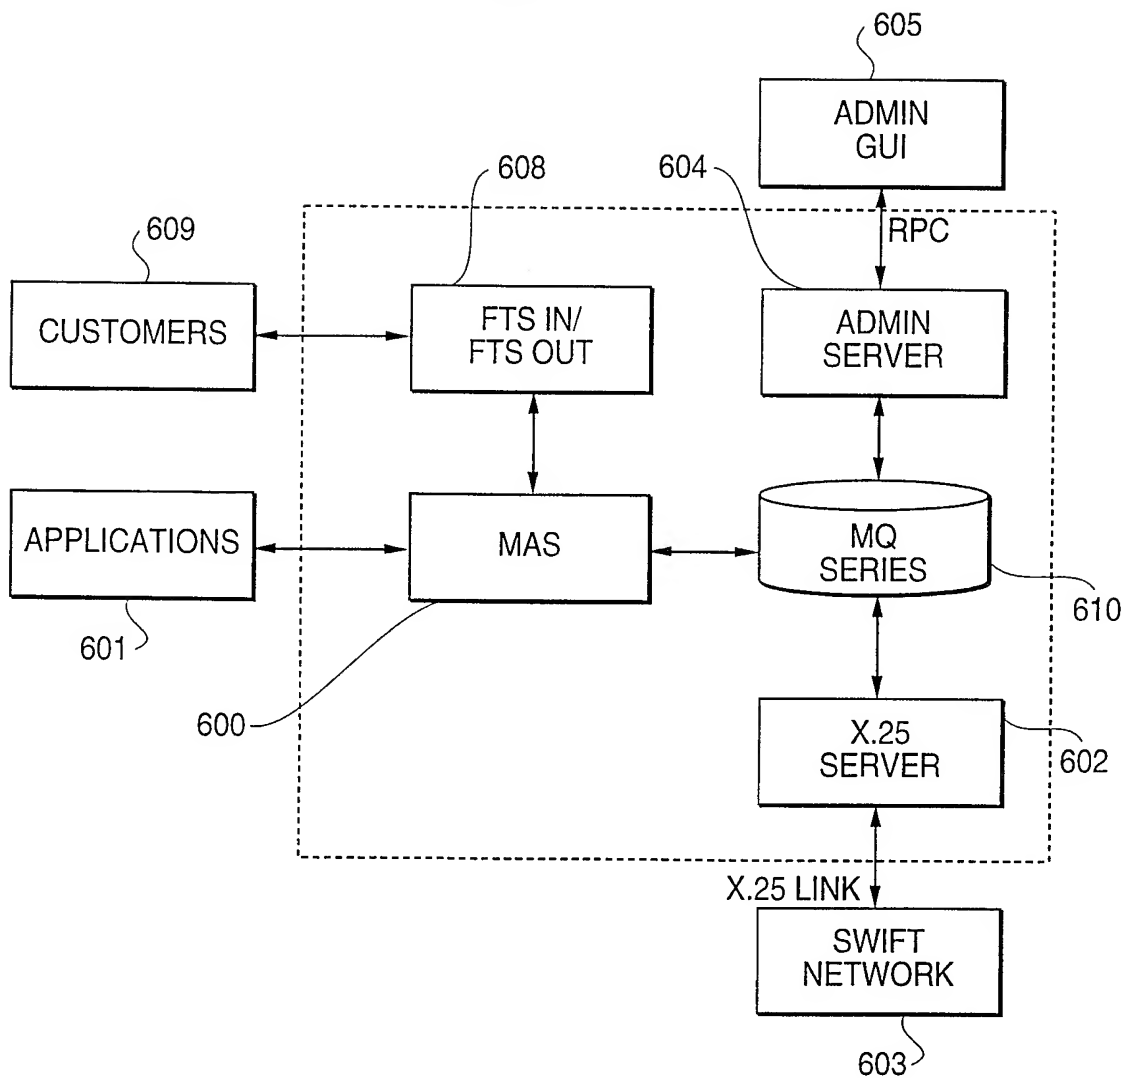 605
ADMIN
GUI
608
604
RPC
609
CUSTOMERS
FTS IN/
FTS OUT
ADMIN
SERVER
APPLICATIONS
MAS
MQ
SERIES
610
601
600
X.25
SERVER
602
X.25 LINK
SWIFT
NETWORK
603